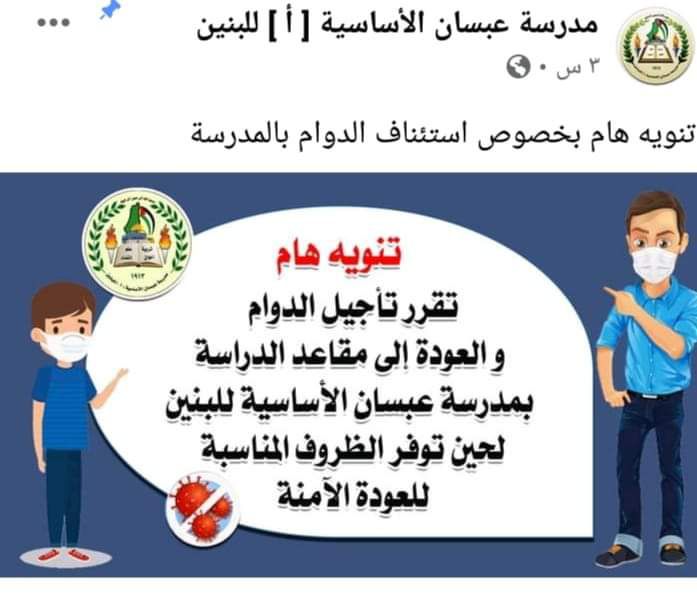 مدرسة عبسان الأساسية [ أ ] للبنين
٣ س ·
تنويه هام بخصوص استئناف الدوام بالمدرسة
تنويه هام
تقرر تأجيل الدوام
و العودة إلى مقاعد الدراسة
بمدرسة عبسان الأساسية للبنين
لحين توفر الظروف المناسبة
للعودة الآمنة
١٩١٣